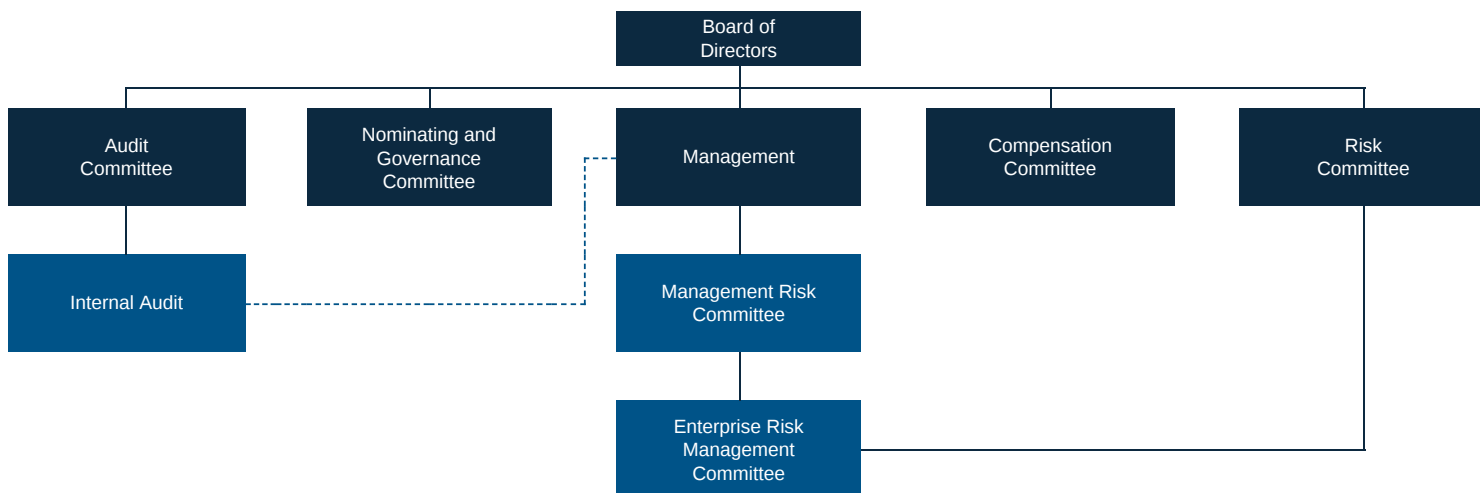 Board of
Directors
Audit
Committee
Nominating and
Governance
Committee
Management
Compensation
Committee
Risk
Committee
Internal Audit
Management Risk
Committee
Enterprise Risk
Management
Committee